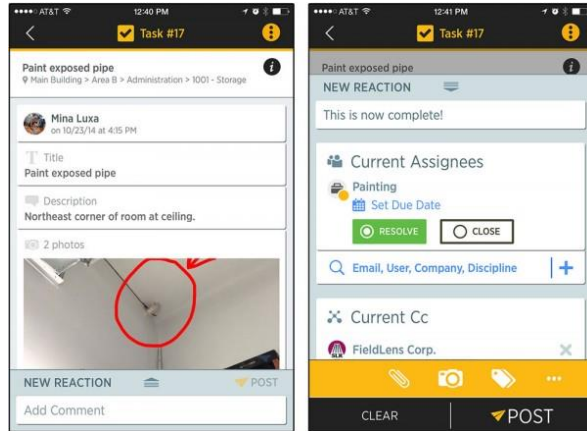 AT&T 12:40 PM
Task #17
Paint exposed pipe
Main Building > Area B > Administration > 1001 - Storage
Mina Luxa
on 10/23/14 at 4:15 PM
Title
Paint exposed pipe
Description
Northeast corner of room at ceiling.
2 photos
NEW REACTION POST
Add Comment
AT&T 12:41 PM
Task #17
Paint exposed pipe
NEW REACTION
This is now complete!
Current Assignees
Painting
Set Due Date
RESOLVE CLOSE
Email, User, Company, Discipline
Current Cc
FieldLens Corp.
CLEAR POST